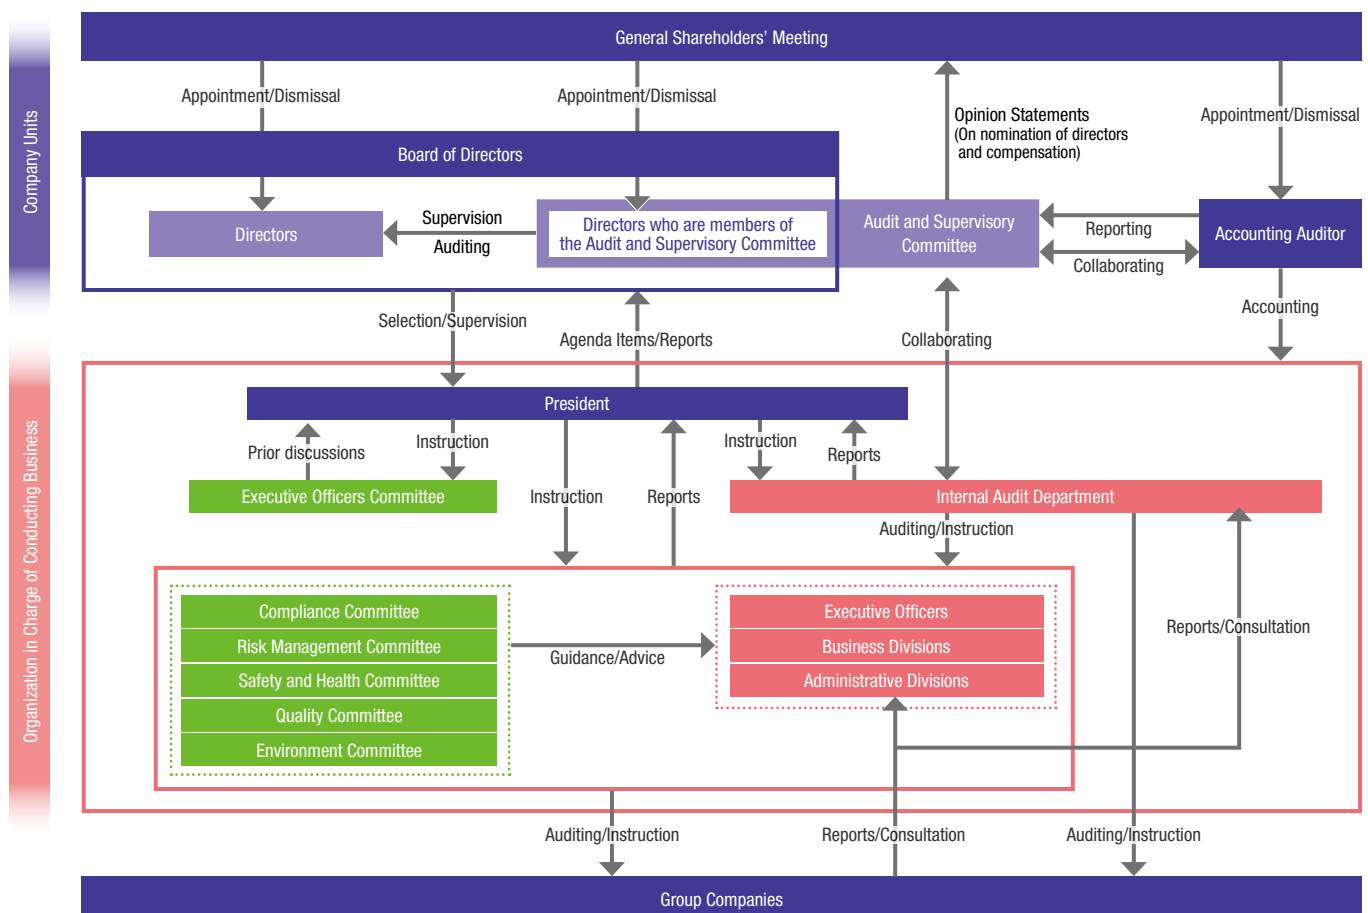 General Shareholders' Meeting
Company Units
Appointment/Dismissal
Appointment/Dismissal
Opinion Statements
(On nomination of directors
and compensation)
Appointment/Dismissal
Board of Directors
Directors
Supervision
Auditing
Directors who are members of
the Audit and Supervisory Committee
Audit and Supervisory
Committee
Reporting
Collaborating
Accounting Auditor
Selection/Supervision
Agenda Items/Reports
Collaborating
Accounting
Organization in Charge of Conducting Business
President
Prior discussions
Instruction
Instruction
Reports
Instruction
Reports
Executive Officers Committee
Internal Audit Department
Auditing/Instruction
Compliance Committee
Risk Management Committee
Safety and Health Committee
Quality Committee
Environment Committee
Guidance/Advice
Executive Officers
Business Divisions
Administrative Divisions
Reports/Consultation
Auditing/Instruction
Reports/Consultation
Auditing/Instruction
Group Companies